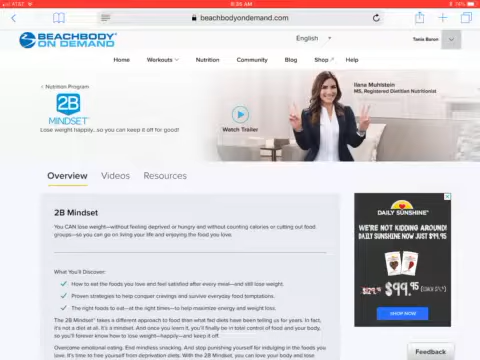 AT&T
8:36 AM
74%
beachbodyondemand.com
BEACHBODY
ON DEMAND
English
Tania Baron
Home
Workouts
Nutrition
Community
Blog
Shop
Help
Nutrition Program
2B
MINDSET
Lose weight happily...so you can keep it off for good!
Watch Trailer
Ilana Muhlstein
MS, Registered Dietitian Nutritionist
Overview
Videos
Resources
2B Mindset
You CAN lose weight—without feeling deprived or hungry and without counting calories or cutting out food
groups—so you can go on living your life and enjoying the food you love.
What You'll Discover:
How to eat the foods you love and feel satisfied after every meal—and still lose weight.
Proven strategies to help conquer cravings and survive everyday temptations.
The right foods to eat—at the right times—to help maximize energy and weight loss.
The 2B Mindset® takes a different approach to food than what fad diets have been telling us for years. In
fact, it's not a diet at all. It's a mindset. And once you learn it, you'll finally be in total control of food and your body,
so you'll forever know how to lose weight—happily—and keep it off.
Overcome emotional eating. End mindless snacking. And stop punishing yourself for indulging in the foods
you love. It's time to be free from deprivation diets. With the 2B Mindset, you can love your body and lose
DAILY SUNSHINE
WE'RE NOT KIDDING AROUND!
DAILY SUNSHINE NOW JUST $99.95
$99.95
SHOP NOW
Feedback